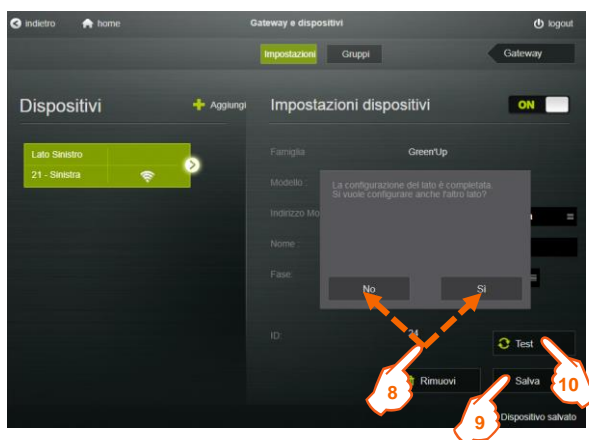 indietro home Gateway e dispositivi logout
Impostazioni Gruppi Gateway
Dispositivi Aggiungi Impostazioni dispositivi ON
Lato Sinistro
21 - Sinistra
Famiglia Green'Up
Modello :
La configurazione del lato è completata.
Si vuole configurare anche l'altro lato?
Indirizzo Mo
Nome :
Fase:
No Sì
ID: 21
Test
8 Rimuovi Salva 10
9 Dispositivo salvato